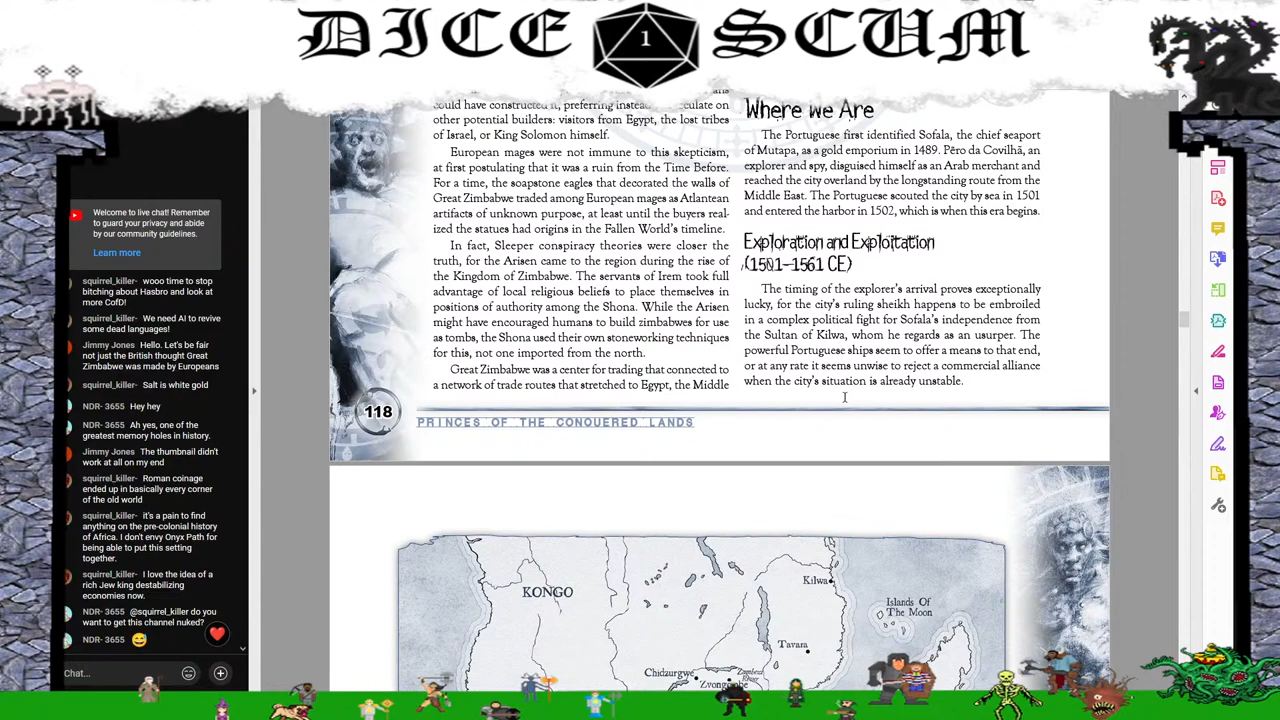 DICE 1 SCUM
Welcome to live chat! Remember
to guard your privacy and abide
by our community guidelines.
Learn more
squirrel_killer- wooo time to stop
bitching about Hasbro and look at
more CofD!
squirrel_killer- We need AI to revive
some dead languages!
Jimmy Jones Hello. Let's be fair
not just the British thought Great
Zimbabwe was made by Europeans
squirrel_killer- Salt is white gold
NDR- 3655 Hey hey
NDR- 3655 Ah yes, one of the
greatest memory holes in history.
Jimmy Jones The thumbnail didn't
work at all on my end
squirrel_killer- Roman coinage
ended up in basically every corner
of the old world
squirrel_killer- it's a pain to find
anything on the pre-colonial history
of Africa. I don't envy Onyx Path for
being able to put this setting
together.
squirrel_killer- I love the idea of a
rich Jew king destabilizing
economies now.
NDR- 3655 @squirrel_killer do you
want to get this channel nuked?
NDR- 3655 😅
Chat...
could have constructed it, preferring instead
other potential builders: visitors from Egypt, the lost tribes
of Israel, or King Solomon himself.
European mages were not immune to this skepticism,
at first postulating that it was a ruin from the Time Before.
For a time, the soapstone eagles that decorated the walls of
Great Zimbabwe traded among European mages as Atlantean
artifacts of unknown purpose, at least until the buyers real-
ized the statues had origins in the Fallen World's timeline.
In fact, Sleeper conspiracy theories were closer the
truth, for the Arisen came to the region during the rise of
the Kingdom of Zimbabwe. The servants of Irem took full
advantage of local religious beliefs to place themselves in
positions of authority among the Shona. While the Arisen
might have encouraged humans to build zimbabwes for use
as tombs, the Shona used their own stoneworking techniques
for this, not one imported from the north.
Great Zimbabwe was a center for trading that connected to
a network of trade routes that stretched to Egypt, the Middle
Where We Are
The Portuguese first identified Sofala, the chief seaport
of Mutapa, as a gold emporium in 1489. Pêro da Covilhã, an
explorer and spy, disguised himself as an Arab merchant and
reached the city overland by the longstanding route from the
Middle East. The Portuguese scouted the city by sea in 1501
and entered the harbor in 1502, which is when this era begins.
Exploration and Exploitation
(1501–1561 CE)
The timing of the explorer's arrival proves exceptionally
lucky, for the city's ruling sheikh happens to be embroiled
in a complex political fight for Sofala's independence from
the Sultan of Kilwa, whom he regards as an usurper. The
powerful Portuguese ships seem to offer a means to that end,
or at any rate it seems unwise to reject a commercial alliance
when the city's situation is already unstable.
118
PRINCES OF THE CONQUERED LANDS
KONGO
Kilwa
Islands Of
The Moon
Tavara
Chidzurgwe
Zvongombe